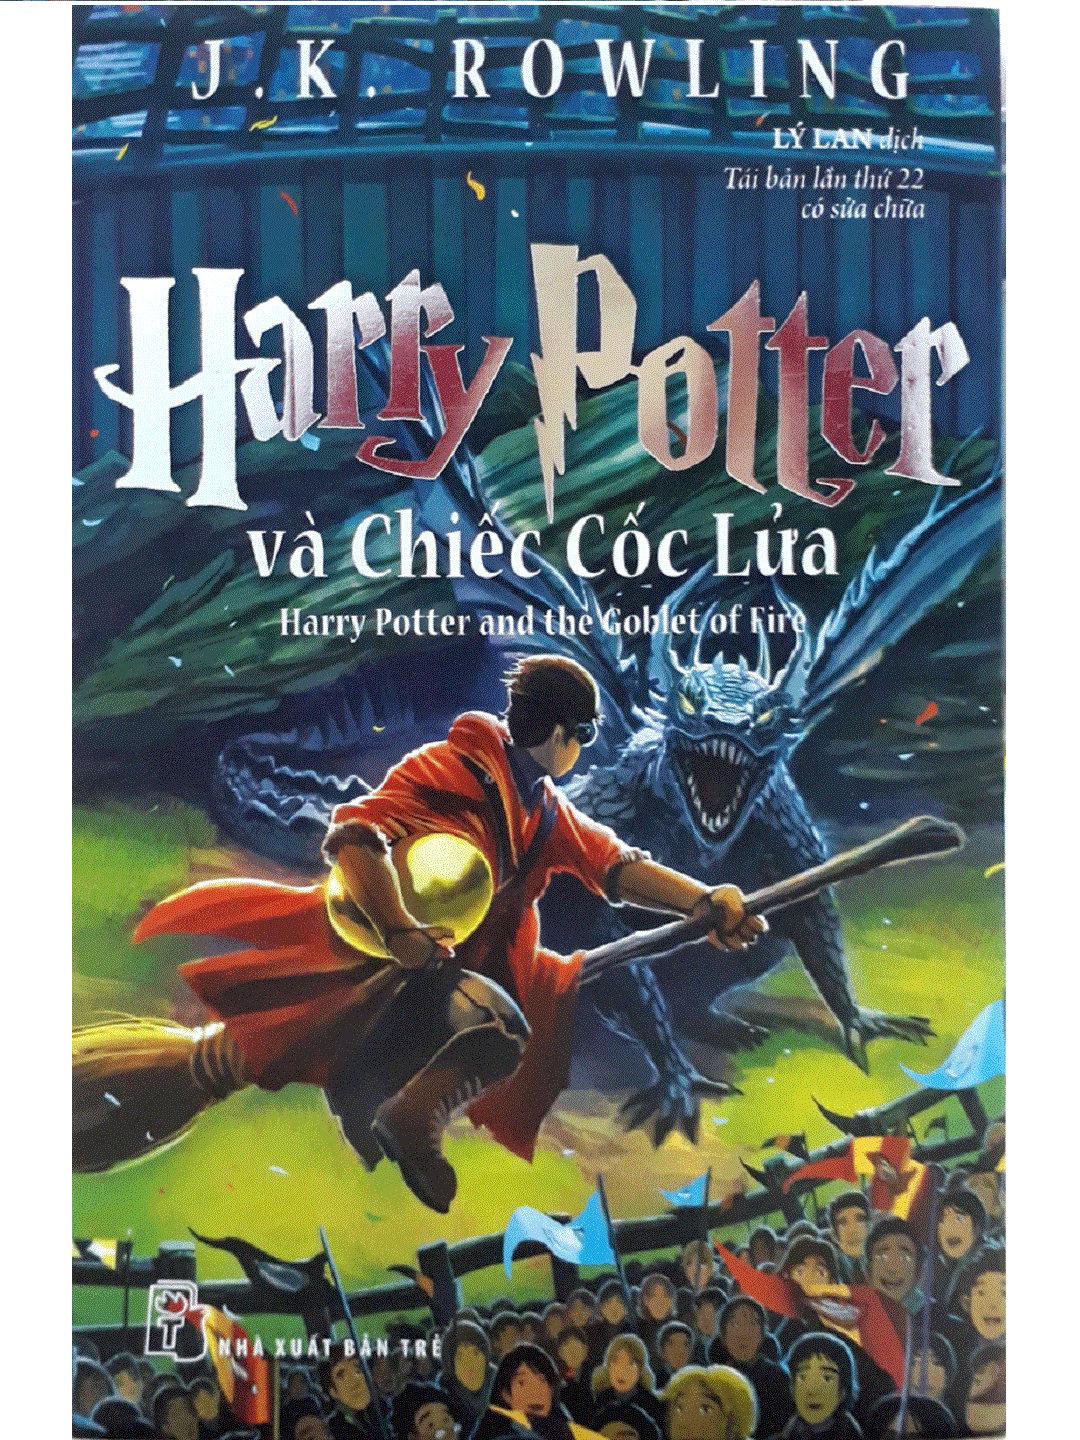 J.K. ROWLING
LÝ LAN dịch
Tái bản lần thứ 22
có sửa chữa
Harry Potter
và Chiếc Cốc Lửa
Harry Potter and the Goblet of Fire
NHÀ XUẤT BẢN TRẺ